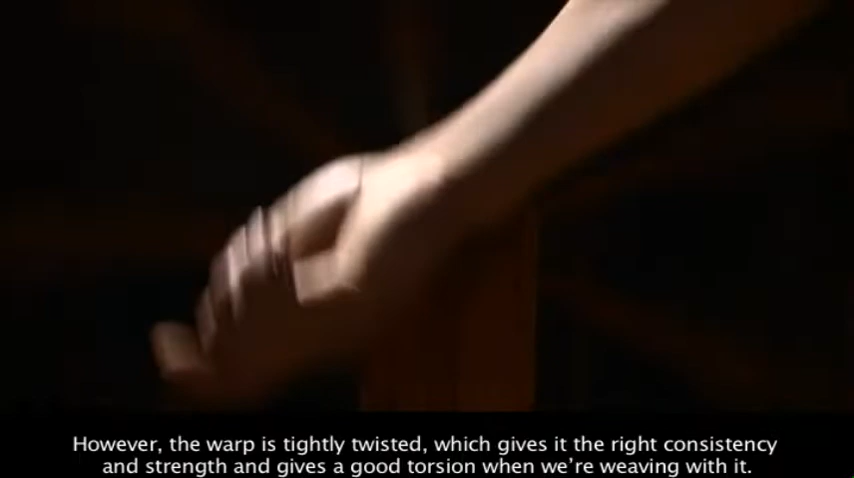 However, the warp is tightly twisted, which gives it the right consistency
and strength and gives a good torsion when we're weaving with it.